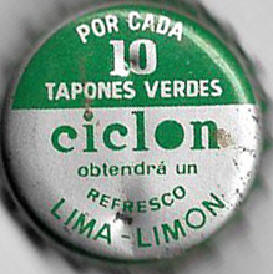 POR CADA
10
TAPONES VERDES
ciclon
obtendrá un
REFRESCO
LIMA-LIMON